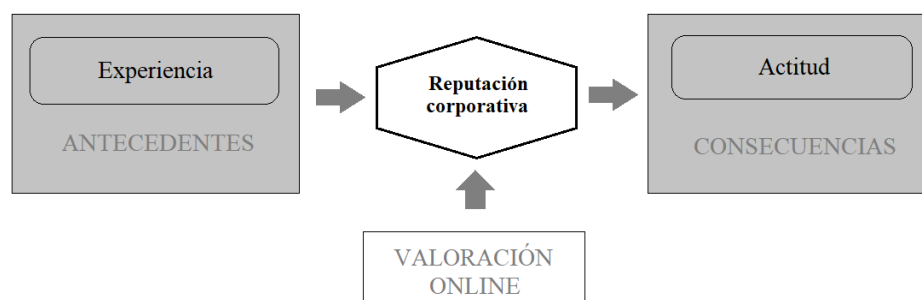 Experiencia
ANTECEDENTES
Reputación
corporativa
Actitud
CONSECUENCIAS
VALORACIÓN
ONLINE